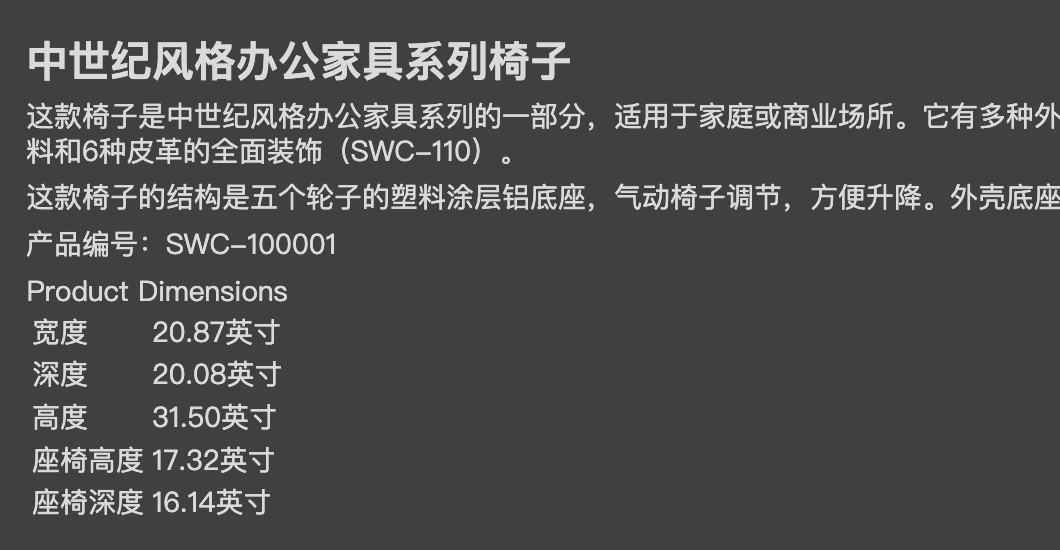 中世纪风格办公家具系列椅子
这款椅子是中世纪风格办公家具系列的一部分，适用于家庭或商业场所。它有多种外
料和6种皮革的全面装饰（SWC-110）。
这款椅子的结构是五个轮子的塑料涂层铝底座，气动椅子调节，方便升降。外壳底座
产品编号：SWC-100001
Product Dimensions
宽度 20.87英寸
深度 20.08英寸
高度 31.50英寸
座椅高度 17.32英寸
座椅深度 16.14英寸